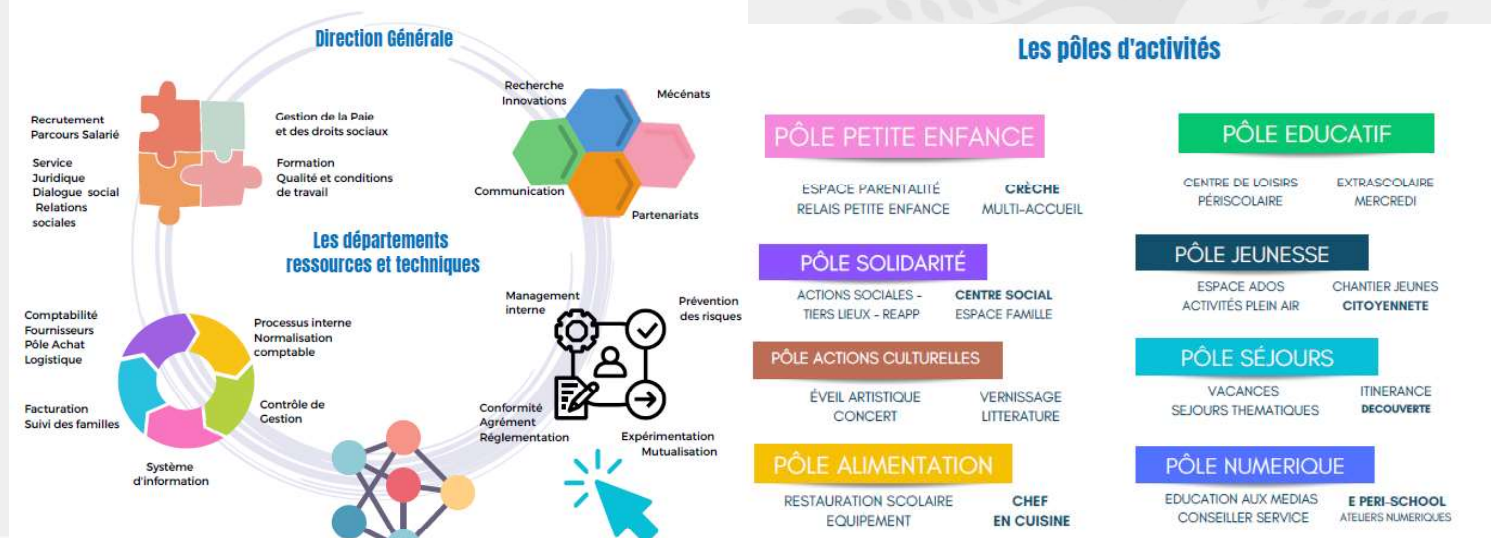 Direction Générale
Recrutement
Parcours Salarié
Service
Juridique
Dialogue social
Relations
sociales
Gestion de la Paie
et des droits sociaux
Formation
Qualité et conditions
de travail
Recherche
Innovations
Mécénats
Communication
Partenariats
Les départements
ressources et techniques
Comptabilité
Fournisseurs
Pôle Achat
Logistique
Facturation
Suivi des familles
Système
d'information
Processus interne
Normalisation
comptable
Contrôle de
Gestion
Management
interne
Prévention
des risques
Conformité
Agrément
Réglementation
Expérimentation
Mutualisation
Les pôles d'activités
PÔLE PETITE ENFANCE
ESPACE PARENTALITÉ
RELAIS PETITE ENFANCE
CRÈCHE
MULTI-ACCUEIL
PÔLE SOLIDARITÉ
ACTIONS SOCIALES -
TIERS LIEUX - REAPP
CENTRE SOCIAL
ESPACE FAMILLE
PÔLE ACTIONS CULTURELLES
ÉVEIL ARTISTIQUE
CONCERT
VERNISSAGE
LITTERATURE
PÔLE ALIMENTATION
RESTAURATION SCOLAIRE
EQUIPEMENT
CHEF
EN CUISINE
PÔLE EDUCATIF
CENTRE DE LOISIRS
PÉRISCOLAIRE
EXTRASCOLAIRE
MERCREDI
PÔLE JEUNESSE
ESPACE ADOS
ACTIVITÉS PLEIN AIR
CHANTIER JEUNES
CITOYENNETE
PÔLE SÉJOURS
VACANCES
SEJOURS THEMATIQUES
ITINERANCE
DECOUVERTE
PÔLE NUMERIQUE
EDUCATION AUX MEDIAS
CONSEILLER SERVICE
E PERI-SCHOOL
ATELIERS NUMERIQUES